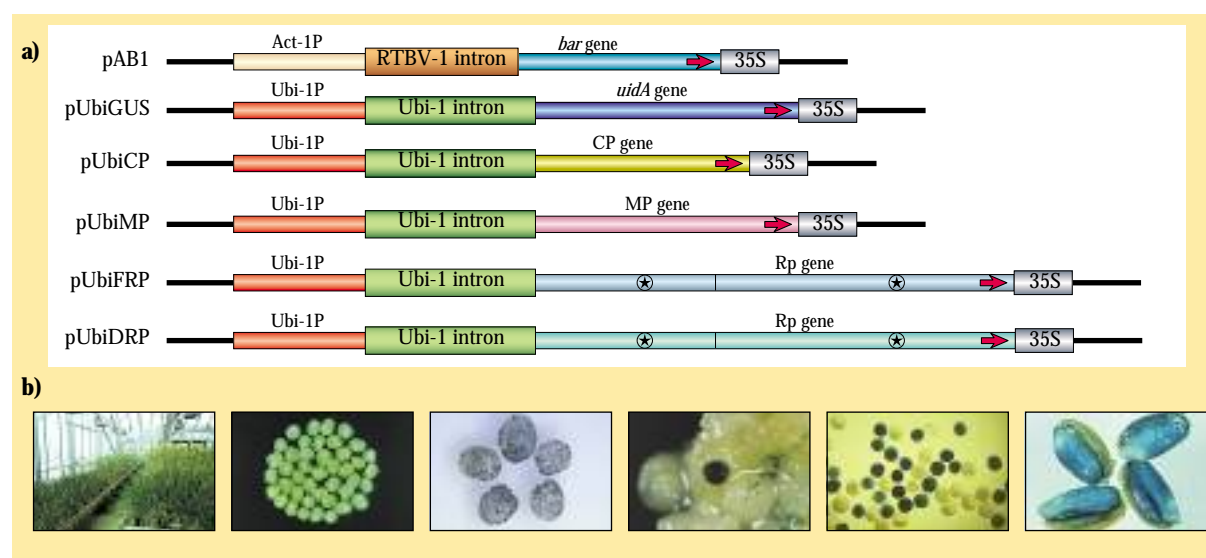 a)
Act-1P
bar gene
pAB1
RTBV-1 intron
35S
Ubi-1P
uidA gene
pUbiGUS
Ubi-1 intron
35S
Ubi-1P
CP gene
pUbiCP
Ubi-1 intron
35S
Ubi-1P
MP gene
pUbiMP
Ubi-1 intron
35S
Ubi-1P
Rp gene
pUbiFRP
Ubi-1 intron
35S
Ubi-1P
Rp gene
pUbiDRP
Ubi-1 intron
35S
b)